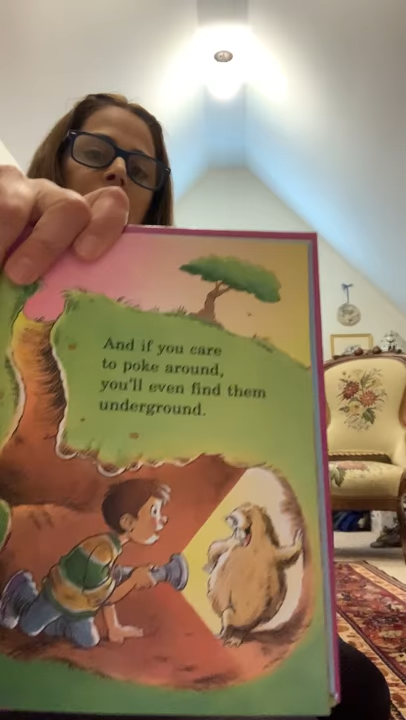 And if you care
to poke around,
you'll even find them
underground.